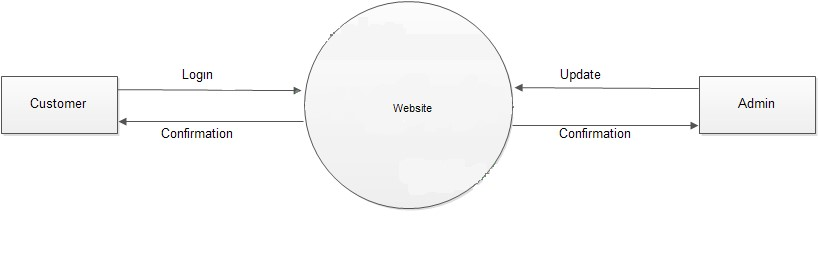 Login
Update
Customer
Website
Admin
Confirmation
Confirmation